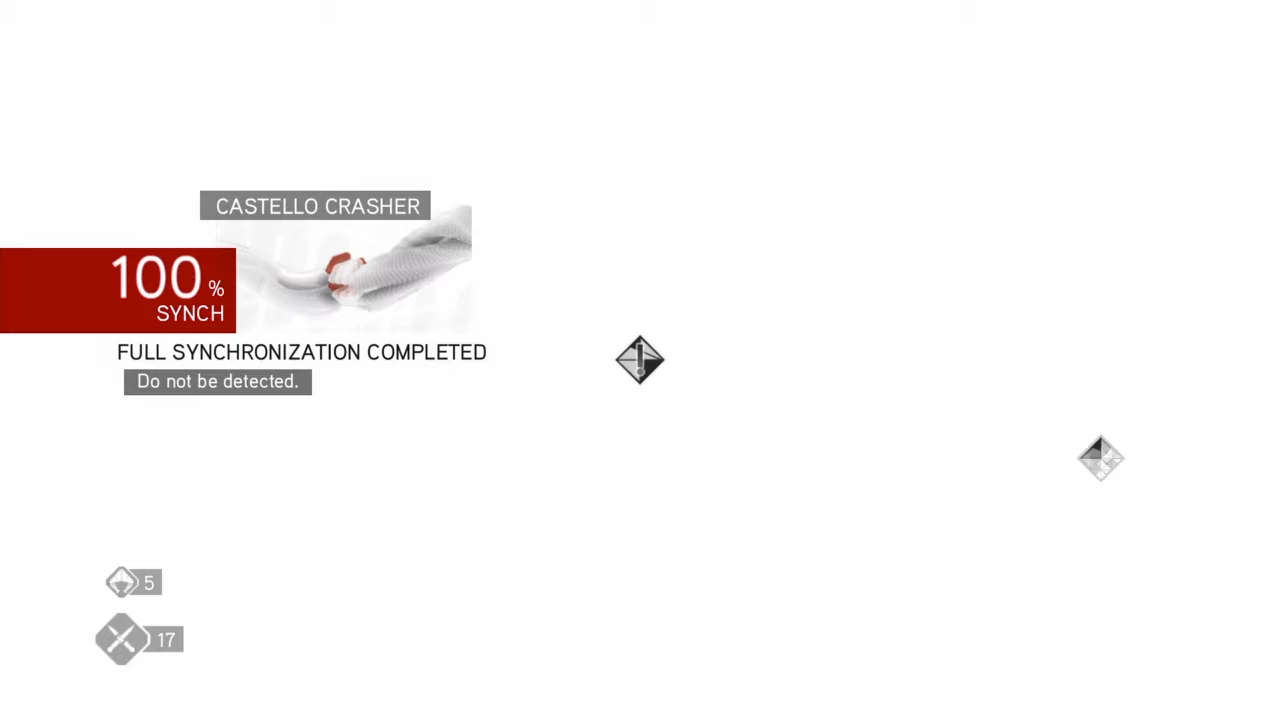 CASTELLO CRASHER
100 %
SYNCH
FULL SYNCHRONIZATION COMPLETED
Do not be detected.
5
17